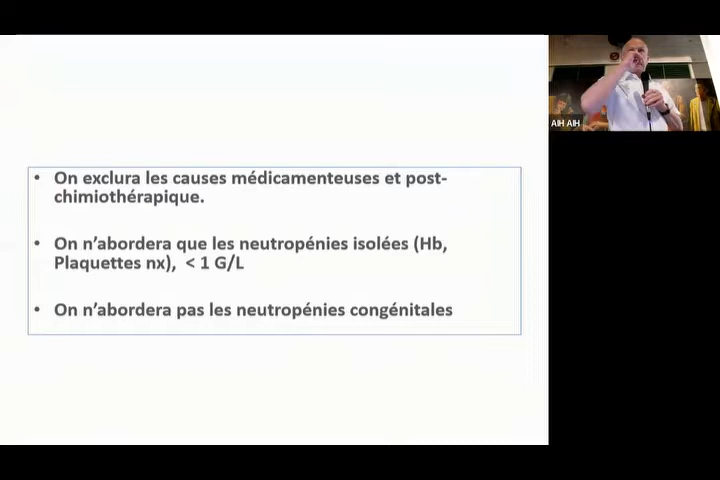 • On exclura les causes médicamenteuses et post-
chimiothérapique.
• On n'abordera que les neutropénies isolées (Hb,
Plaquettes nx), < 1 G/L
• On n'abordera pas les neutropénies congénitales
AIH AIH